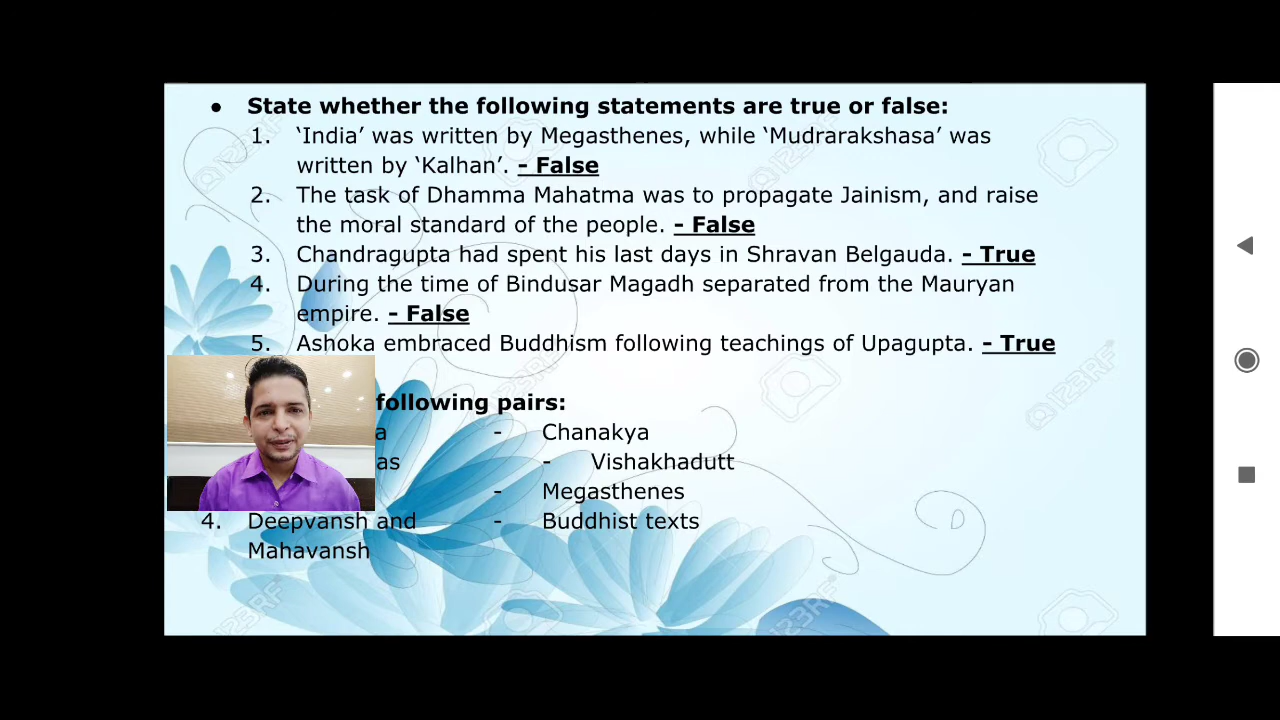 ● State whether the following statements are true or false:
1. ‘India’ was written by Megasthenes, while ‘Mudrarakshasa’ was
written by ‘Kalhan’. - False
2. The task of Dhamma Mahatma was to propagate Jainism, and raise
the moral standard of the people. - False
3. Chandragupta had spent his last days in Shravan Belgauda. - True
4. During the time of Bindusar Magadh separated from the Mauryan
empire. - False
5. Ashoka embraced Buddhism following teachings of Upagupta. - True
following pairs:
a - Chanakya
as - Vishakhadutt
- Megasthenes
4. Deepvansh and - Buddhist texts
Mahavansh
123RF